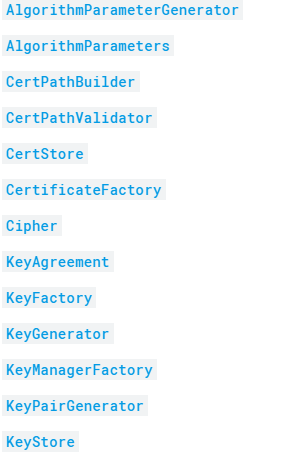 AlgorithmParameterGenerator
AlgorithmParameters
CertPathBuilder
CertPathValidator
CertStore
CertificateFactory
Cipher
KeyAgreement
KeyFactory
KeyGenerator
KeyManagerFactory
KeyPairGenerator
KeyStore